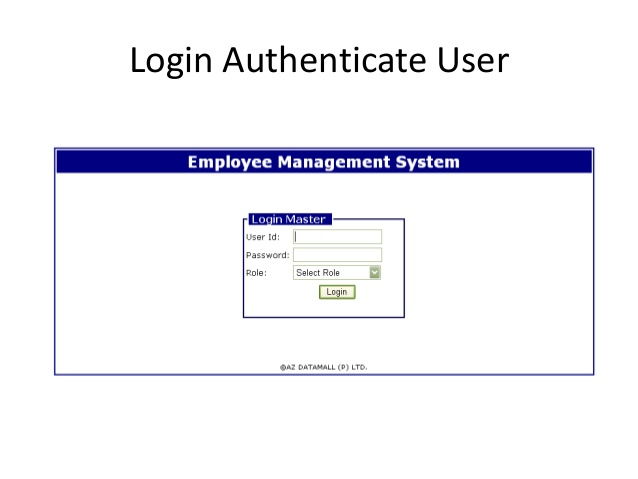 Login Authenticate User
Employee Management System
Login Master
User Id:
Password:
Role: Select Role
Login
@AZ DATAMALL (P) LTD.